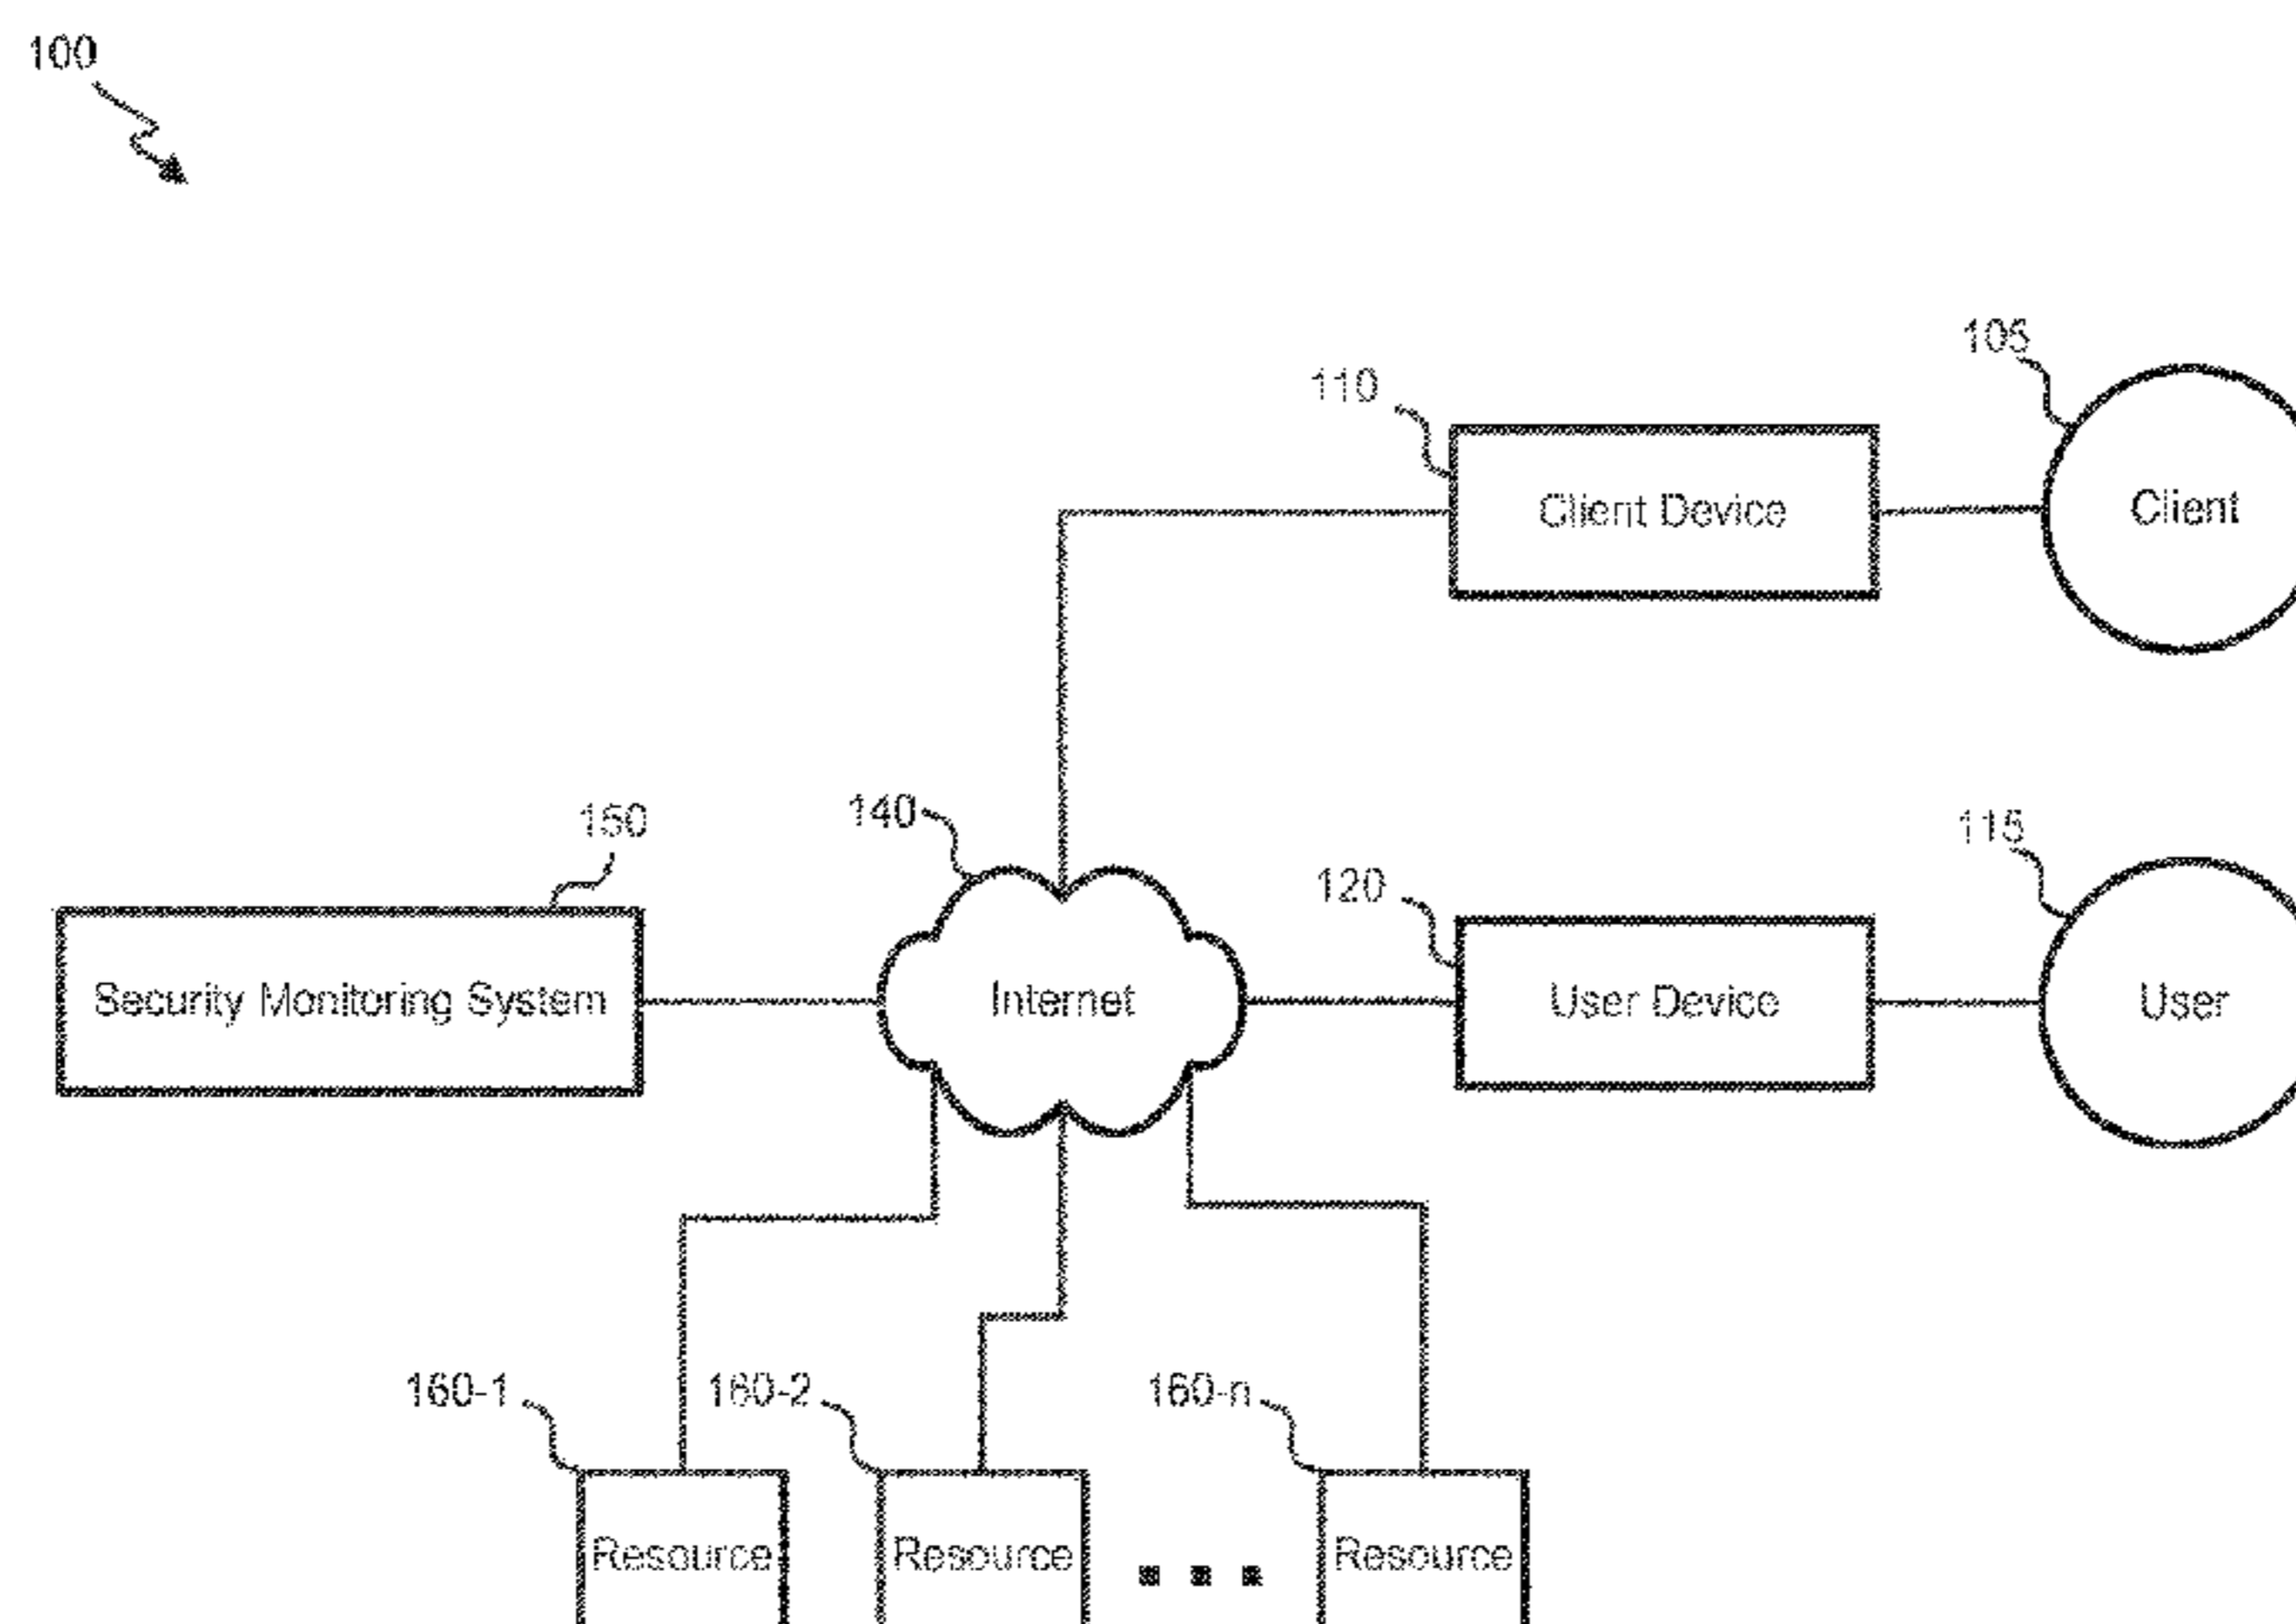 100
105
110
Client Device
Client
150
140
120
115
Security Monitoring System
Internet
User Device
User
160-1
160-2
160-n
Resource
Resource
Resource